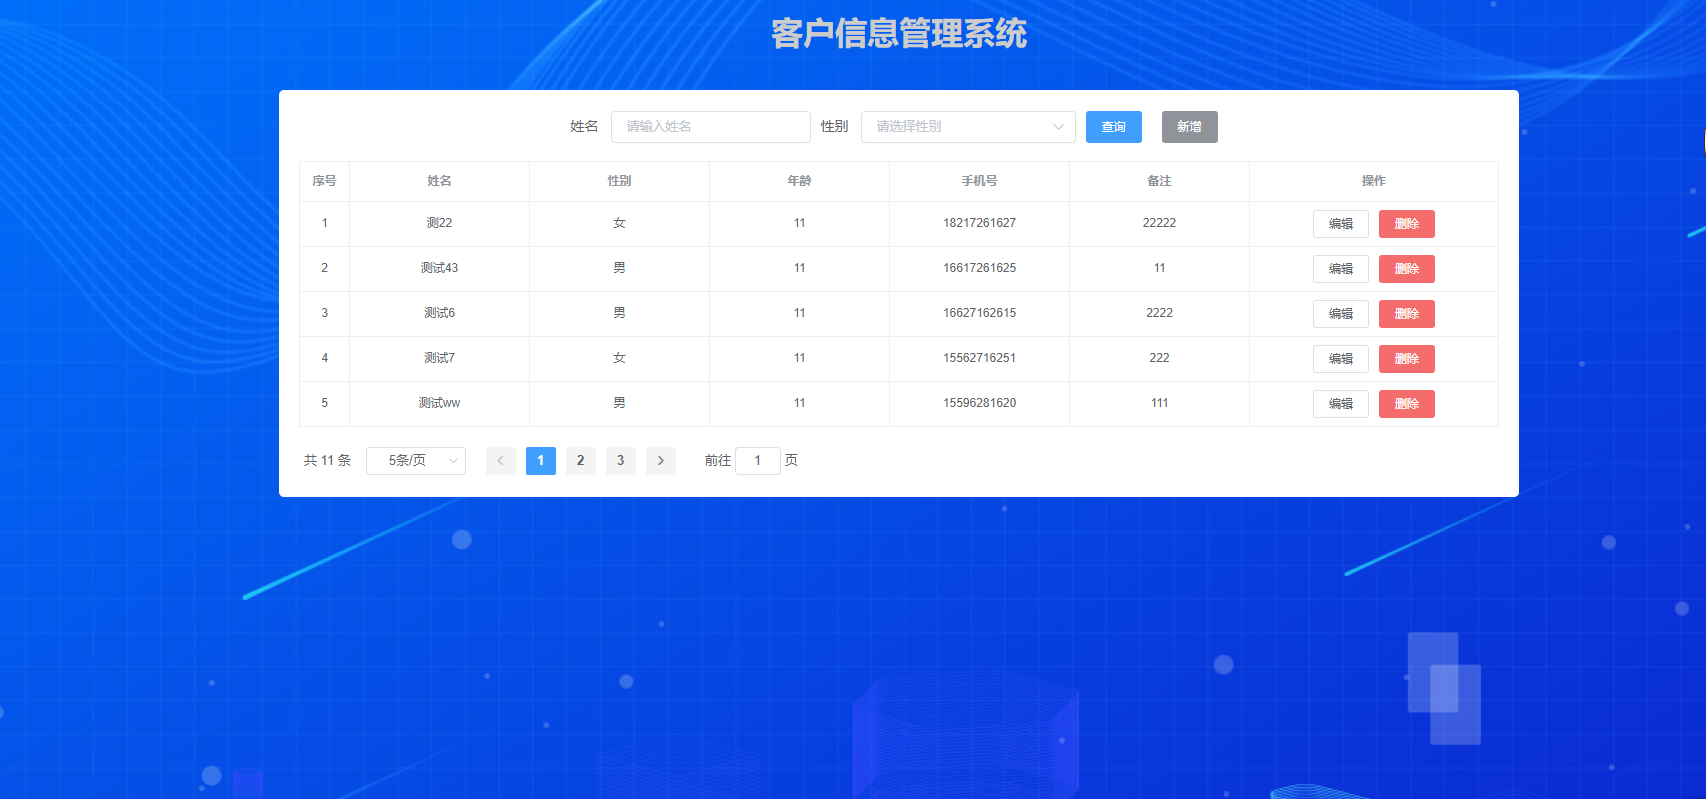 客户信息管理系统
姓名 请输入姓名 性别 请选择性别 查询 新增
序号 姓名 性别 年龄 手机号 备注 操作
1 测22 女 11 18217261627 22222 编辑 删除
2 测试43 男 11 16617261625 11 编辑 删除
3 测试6 男 11 16627162615 2222 编辑 删除
4 测试7 女 11 15562716251 222 编辑 删除
5 测试ww 男 11 15596281620 111 编辑 删除
共 11 条 5条/页 1 2 3 前往 1 页